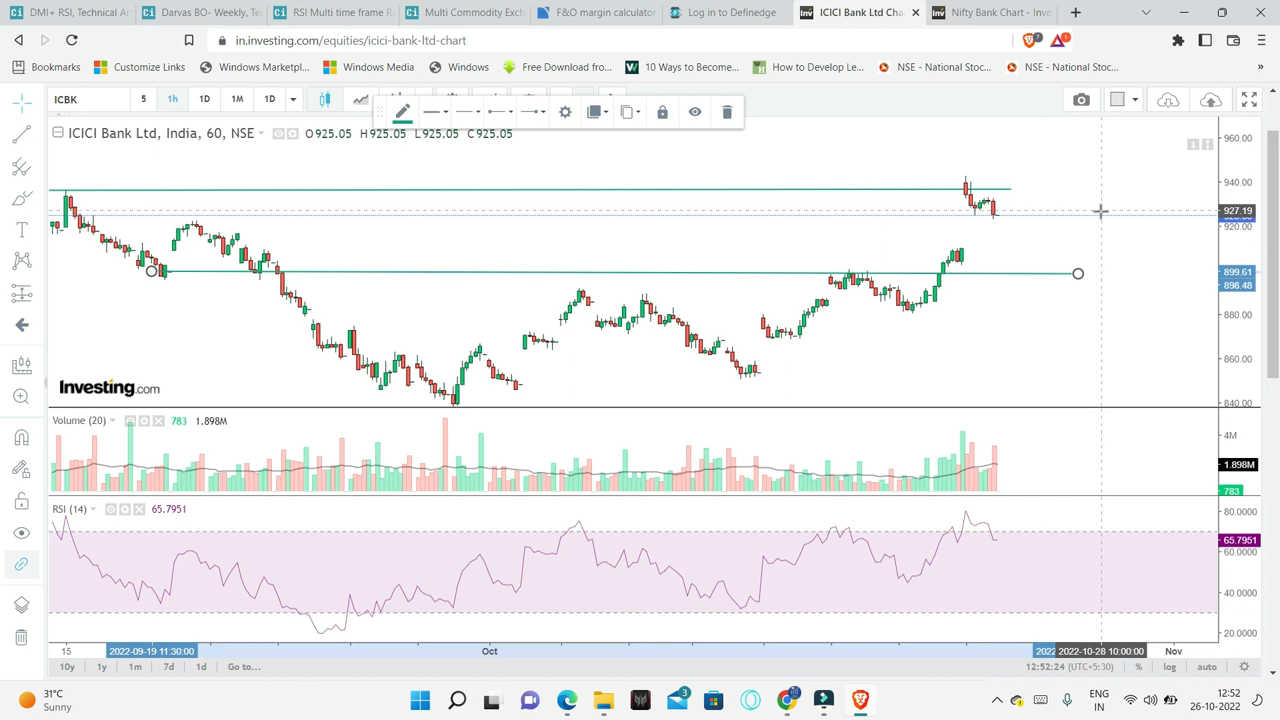 DMI+ RSI, Technical An
Darvas BO- Weekly, Te
RSI Multi time frame R
Multi Commodity Exch
F&O margin calculator
Log in to Definedge
ICICI Bank Ltd Cha
Nifty Bank Chart - Inve
in.investing.com/equities/icici-bank-ltd-chart
7
1
Bookmarks
Customize Links
Windows Marketpl...
Windows Media
Windows
Free Download fro...
10 Ways to Become...
How to Develop Le...
NSE - National Stoc...
NSE - National Stoc...
ICBK
5
1h
1D
1M
1D
ICICI Bank Ltd, India, 60, NSE
O925.05 H925.05 L925.05 C925.05
960.00
940.00
927.19
920.00
899.61
898.48
880.00
860.00
840.00
Investing.com
Volume (20)
783 1.898M
4M
1.898M
783
RSI (14)
65.7951
80.0000
65.7951
60.0000
40.0000
20.0000
15
2022-09-19 11:30:00
Oct
2022
2022-10-28 10:00:00
Nov
10y
1y
1m
7d
1d
Go to...
12:52:24 (UTC+5:30)
%
log
auto
31°C
Sunny
3
ENG
IN
12:52
26-10-2022